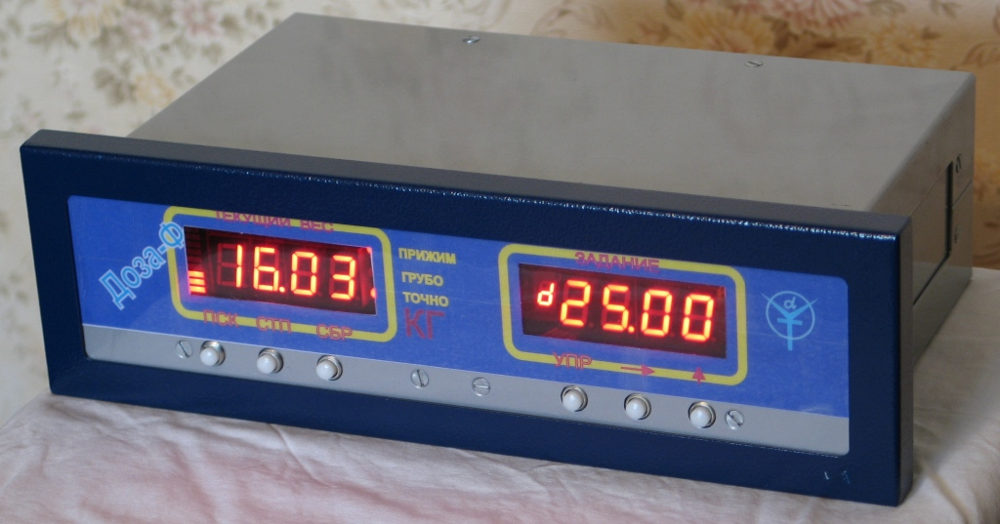 Доза-Ф
ТЕКУЩИЙ ВЕС
16.03
ПСК СТП СБР
ПРИЖИМ
ГРУБО
ТОЧНО
КГ
ЗАДАНИЕ
d25.00
УПР
α